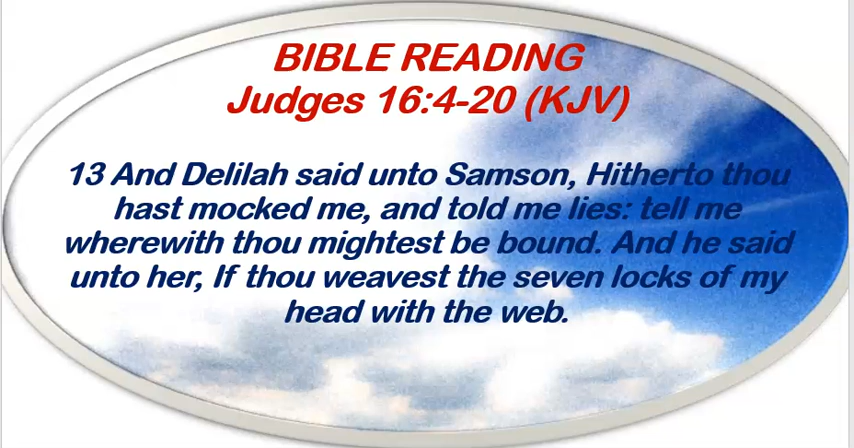 BIBLE READING
Judges 16:4-20 (KJV)
13 And Delilah said unto Samson, Hitherto thou
hast mocked me, and told me lies: tell me
wherewith thou mightest be bound. And he said
unto her, If thou weavest the seven locks of my
head with the web.